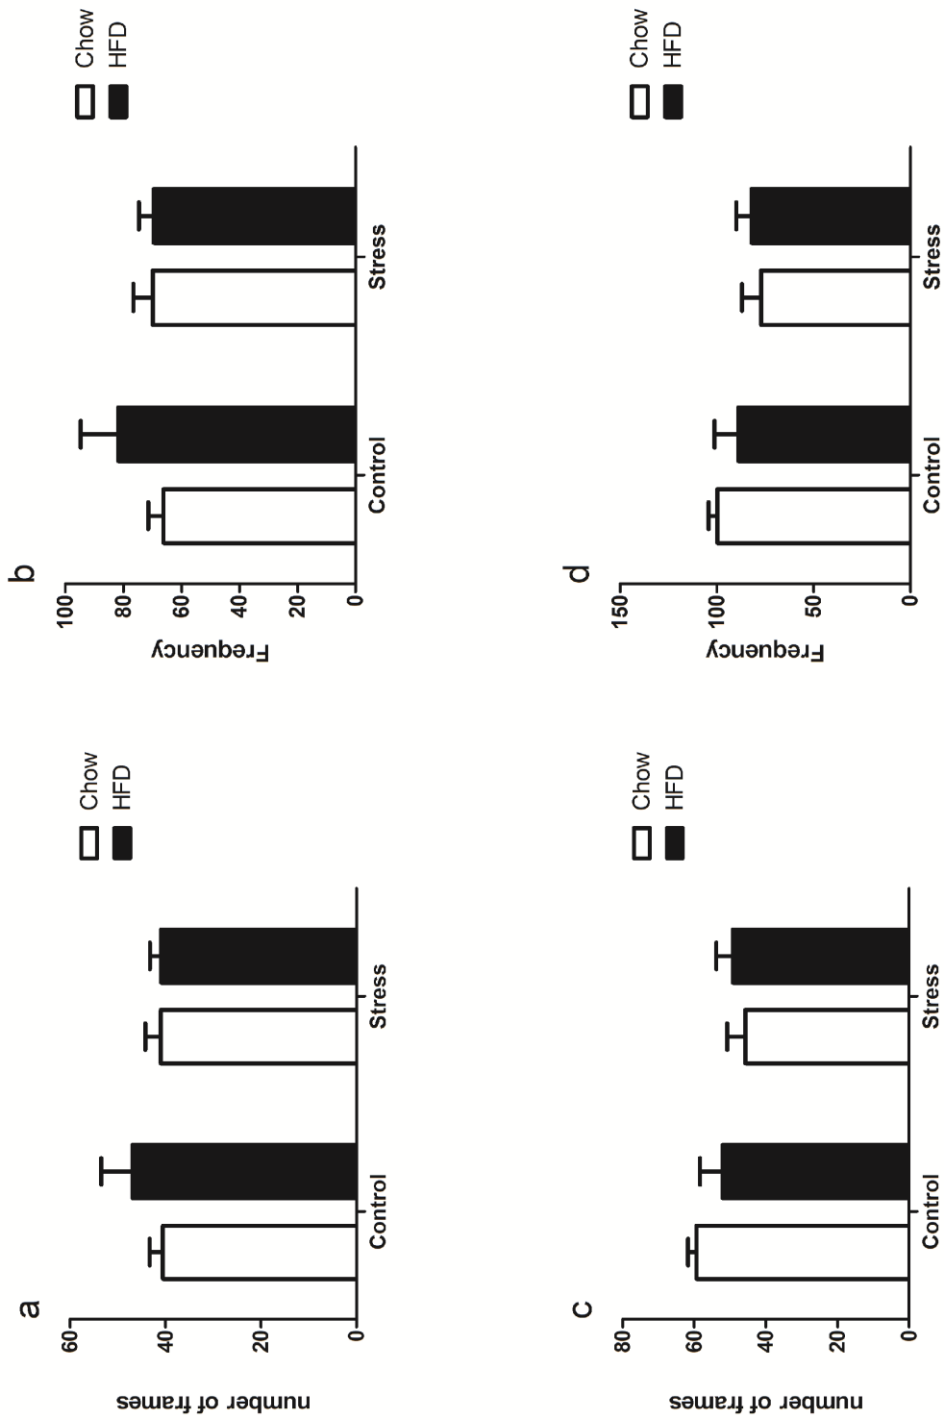 a
number of frames
60
40
20
0
Control
Stress
Chow
HFD
b
Frequency
100
80
60
40
20
0
Control
Stress
Chow
HFD
c
number of frames
80
60
40
20
0
Control
Stress
Chow
HFD
d
Frequency
150
100
50
0
Control
Stress
Chow
HFD